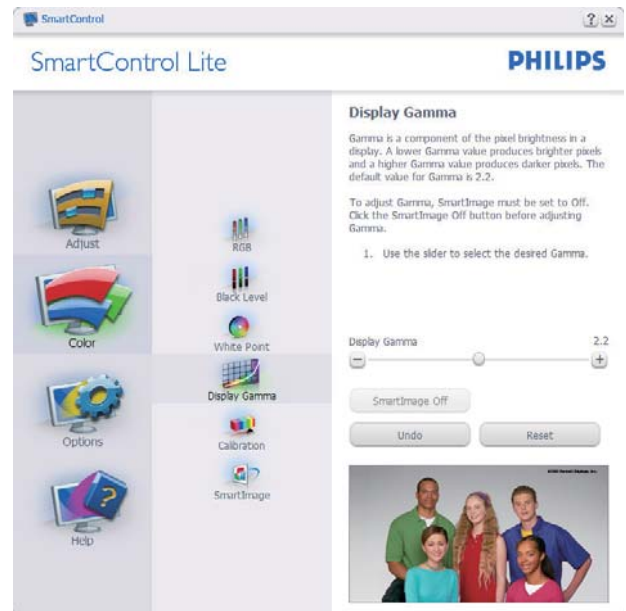 SmartControl
SmartControl Lite
PHILIPS
Adjust
Color
Options
Help
RGB
Black Level
White Point
Display Gamma
Calibration
SmartImage
Display Gamma
Gamma is a component of the pixel brightness in a
display. A lower Gamma value produces brighter pixels
and a higher Gamma value produces darker pixels. The
default value for Gamma is 2.2.
To adjust Gamma, SmartImage must be set to Off.
Click the SmartImage Off button before adjusting
Gamma.
1. Use the slider to select the desired Gamma.
Display Gamma 2.2
SmartImage Off
Undo Reset